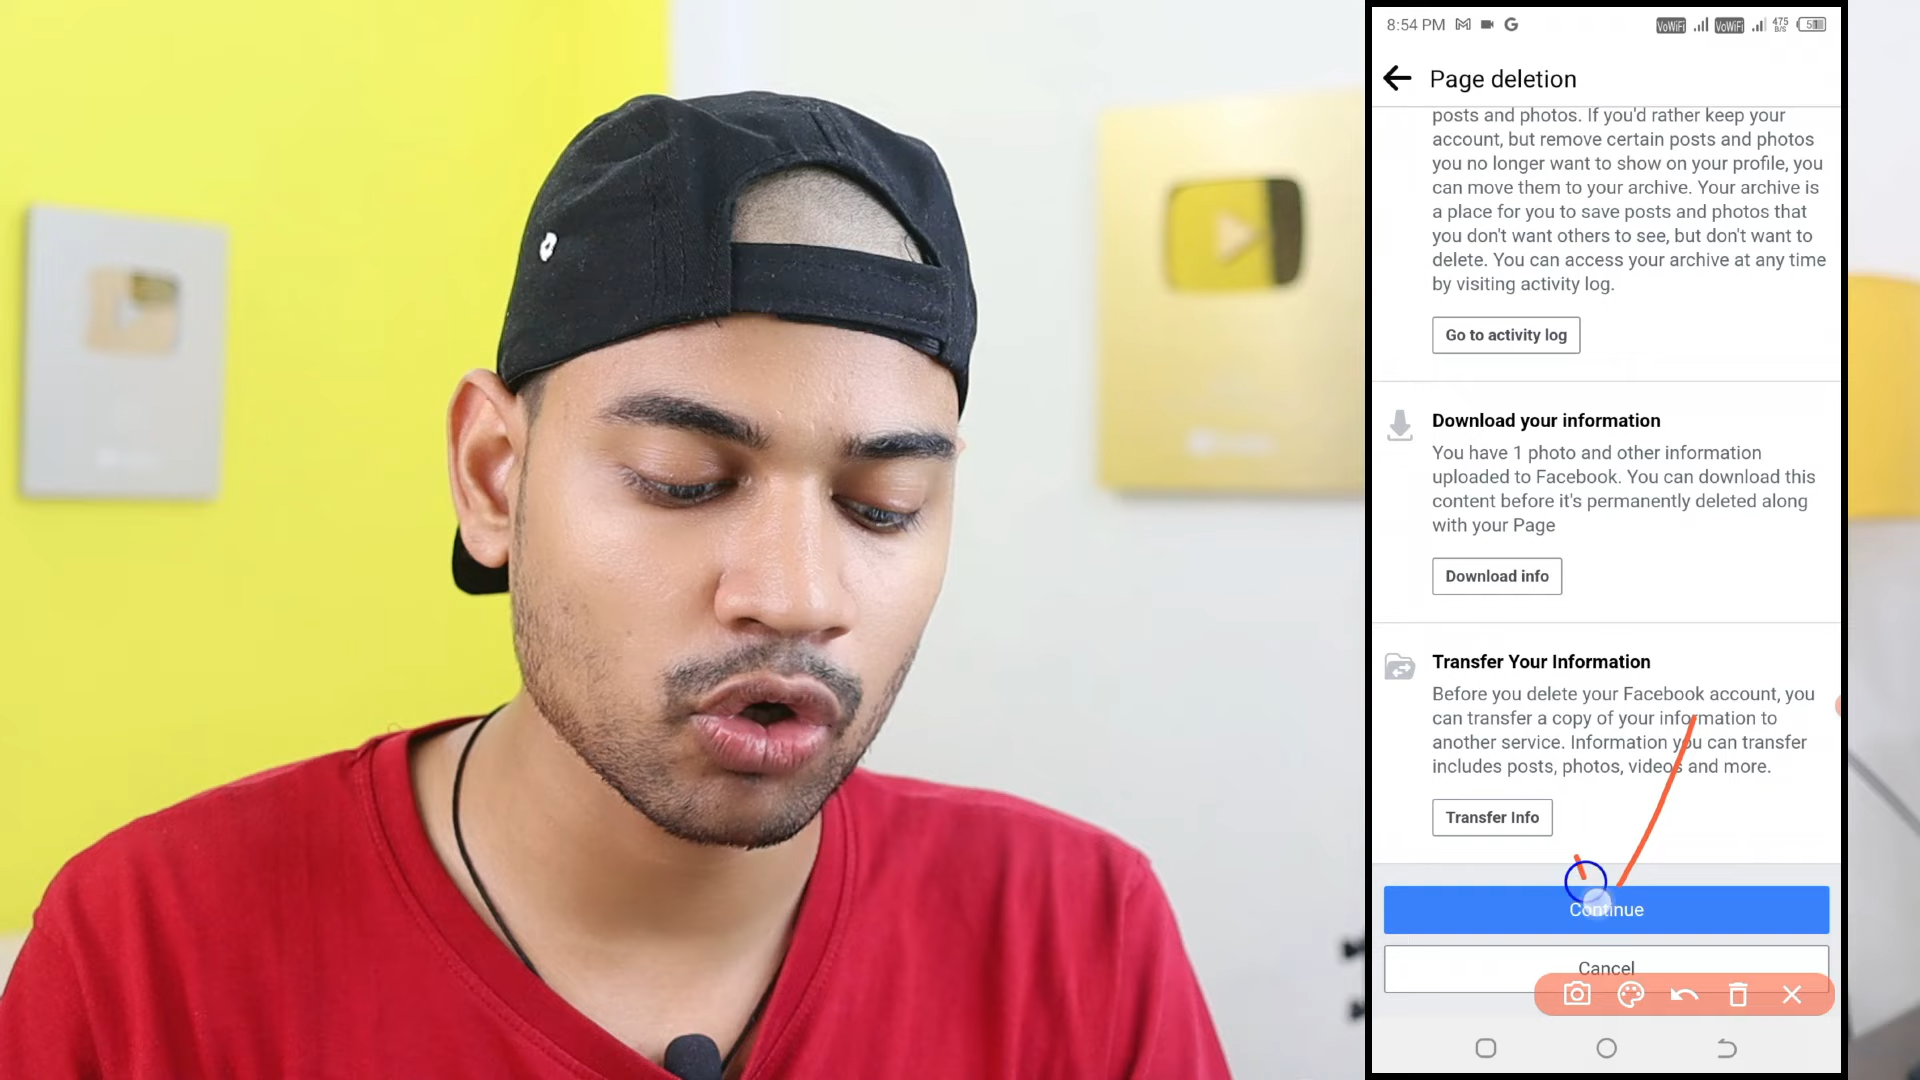 8:54 PM
G
VoWiFi
VoWiFi
475
B/S
Page deletion
posts and photos. If you'd rather keep your
account, but remove certain posts and photos
you no longer want to show on your profile, you
can move them to your archive. Your archive is
a place for you to save posts and photos that
you don't want others to see, but don't want to
delete. You can access your archive at any time
by visiting activity log.
Go to activity log
Download your information
You have 1 photo and other information
uploaded to Facebook. You can download this
content before it's permanently deleted along
with your Page
Download info
Transfer Your Information
Before you delete your Facebook account, you
can transfer a copy of your information to
another service. Information you can transfer
includes posts, photos, videos and more.
Transfer Info
Continue
Cancel